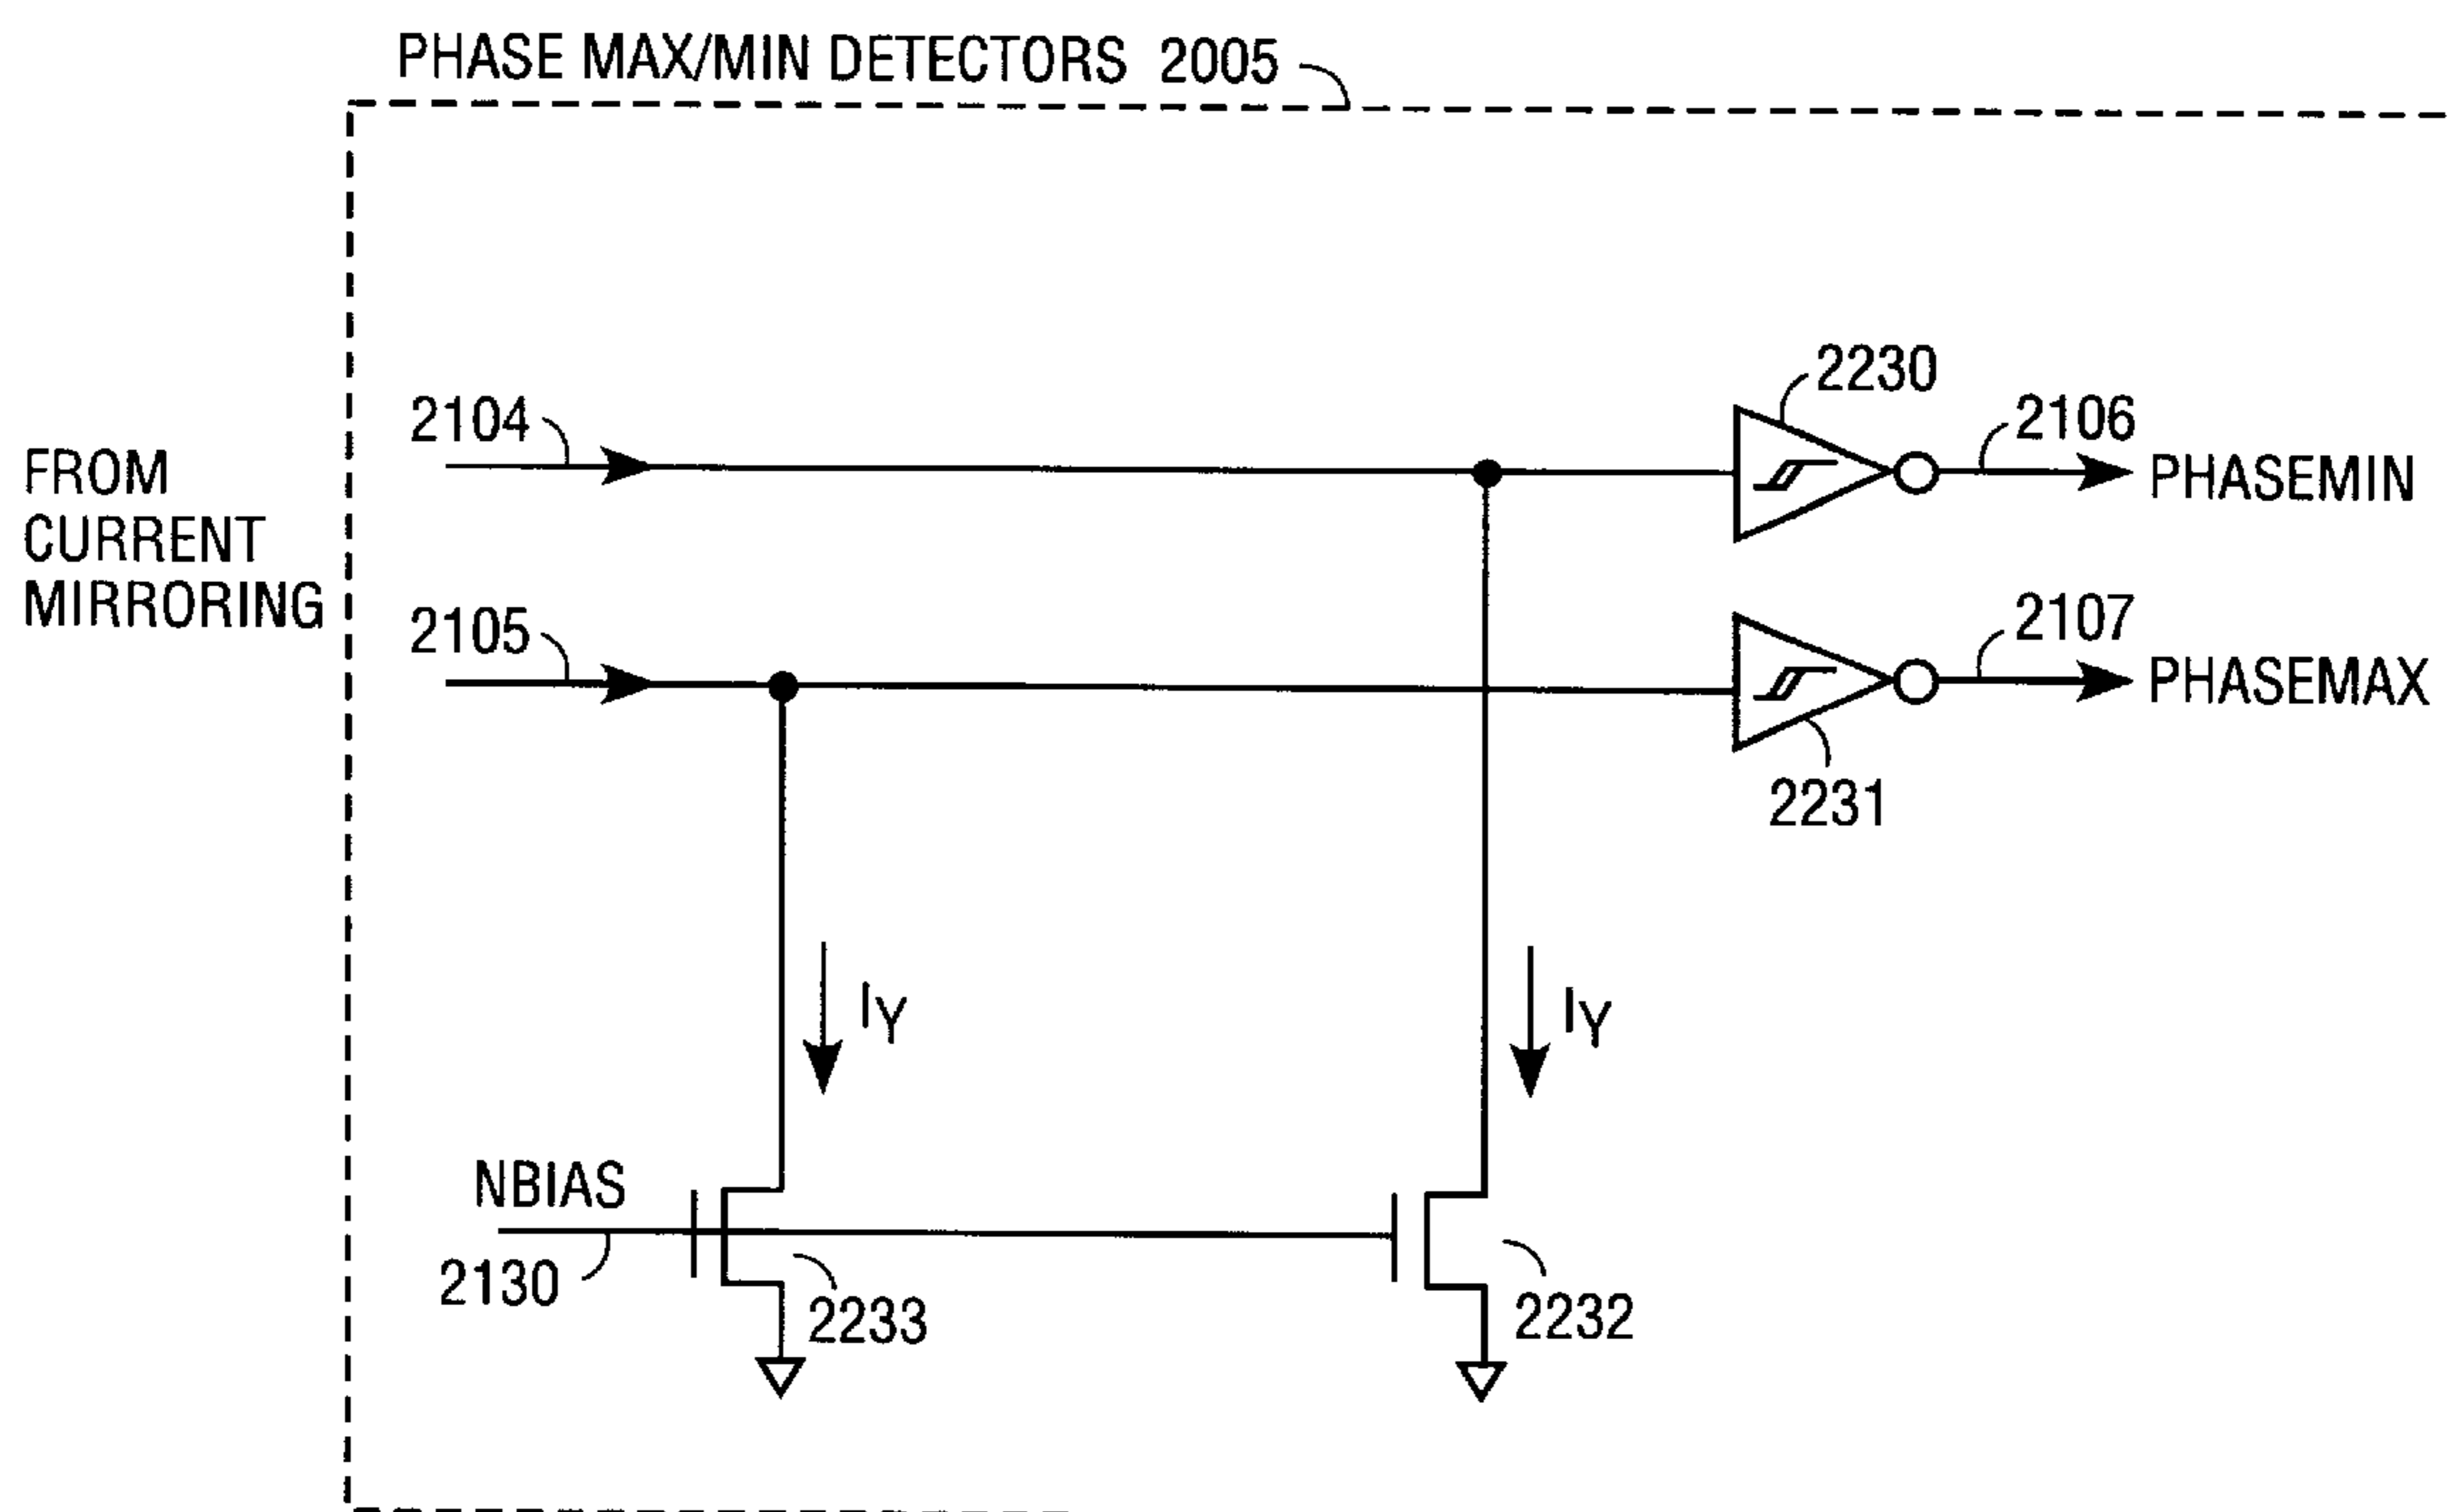 PHASE MAX/MIN DETECTORS 2005
2230
2104
2106
FROM
CURRENT
MIRRORING
PHASEMIN
2105
2107
PHASEMAX
2231
IY
IY
NBIAS
2130
2233
2232